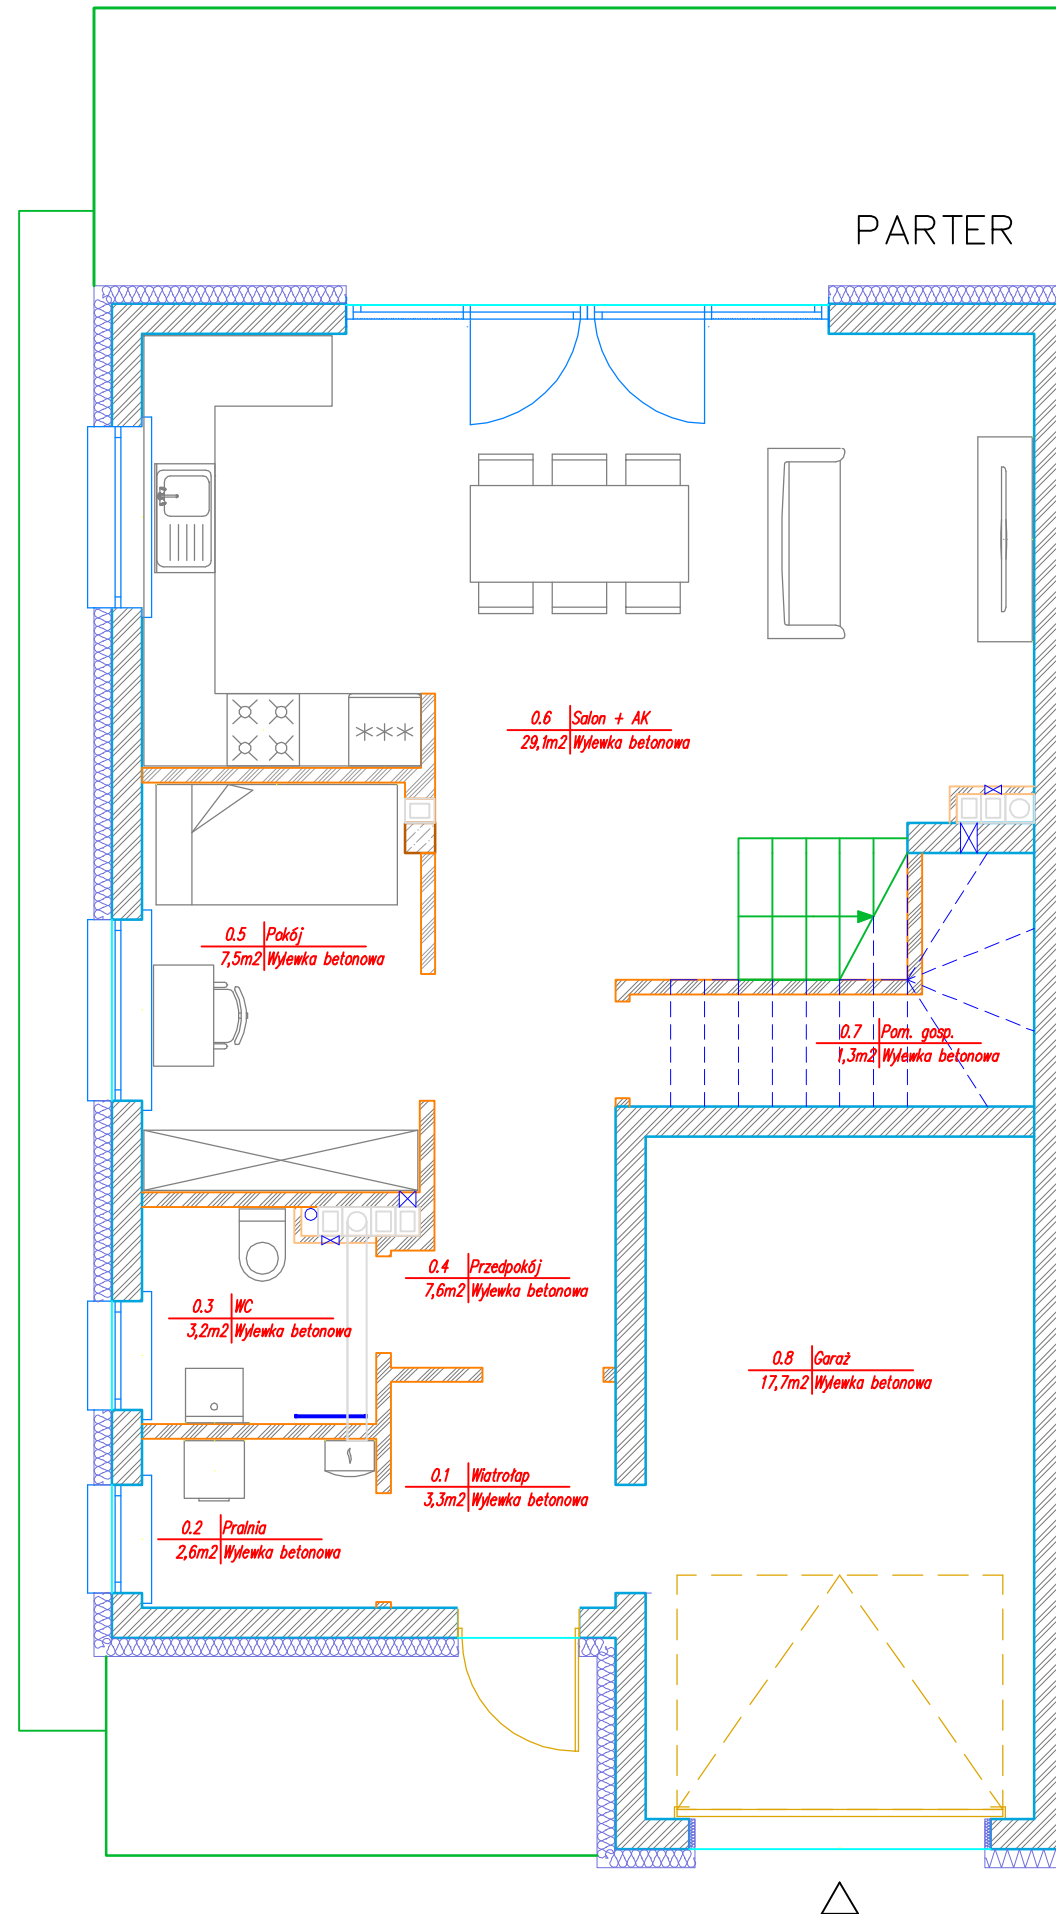 PARTER
0.6 Salon + AK
29,1m2 Wylewka betonowa
0.5 Pokój
7,5m2 Wylewka betonowa
0.7 Pom. gosp.
1,3m2 Wylewka betonowa
0.4 Przedpokój
7,6m2 Wylewka betonowa
0.3 WC
3,2m2 Wylewka betonowa
0.8 Garaż
17,7m2 Wylewka betonowa
0.1 Wiatrołap
3,3m2 Wylewka betonowa
0.2 Pralnia
2,6m2 Wylewka betonowa